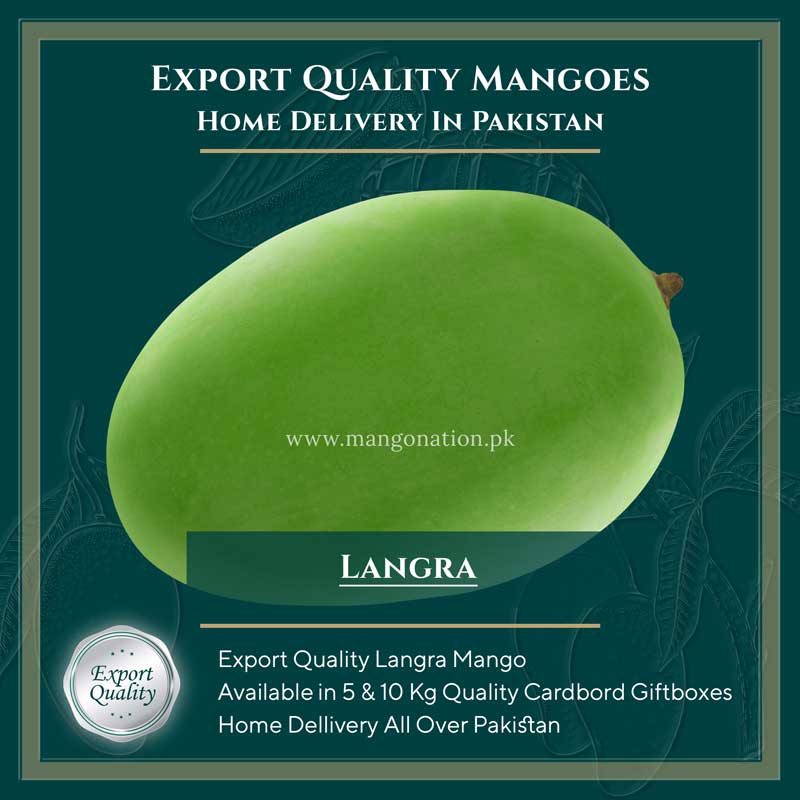 Export Quality Mangoes
Home Delivery In Pakistan
www.mangonation.pk
Langra
Export Quality
Export Quality Langra Mango
Available in 5 & 10 Kg Quality Cardbord Giftboxes
Home Dellivery All Over Pakistan